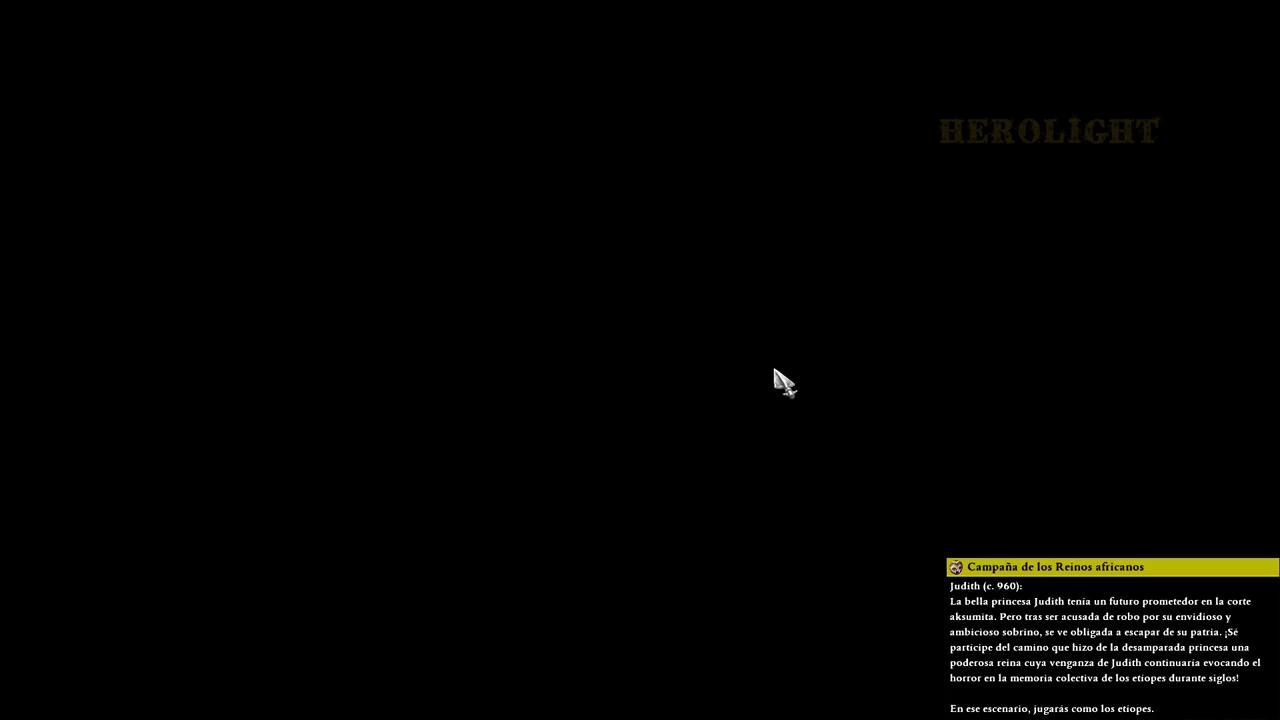 HEROLIGHT
Campaña de los Reinos africanos
Judith (c. 960):
La bella princesa Judith tenía un futuro prometedor en la corte
aksumita. Pero tras ser acusada de robo por su envidioso y
ambicioso sobrino, se ve obligada a escapar de su patria. ¡Sé
partícipe del camino que hizo de la desamparada princesa una
poderosa reina cuya venganza de Judith continuaría evocando el
horror en la memoria colectiva de los etíopes durante siglos!
En ese escenario, jugarás como los etíopes.